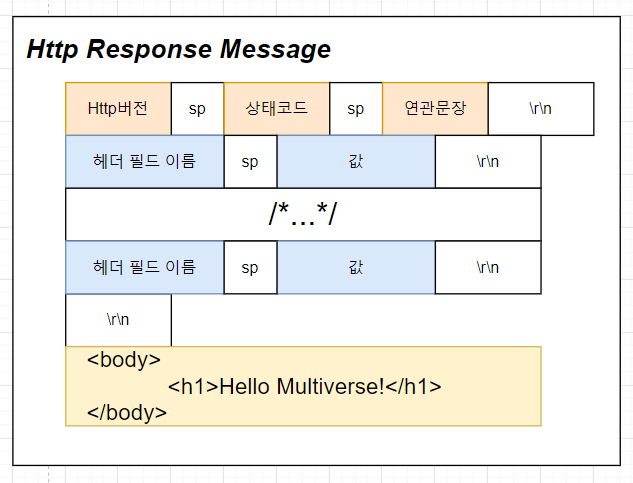 Http Response Message
Http버전 sp 상태코드 sp 연관문장 \r\n
헤더 필드 이름 sp 값 \r\n
/*...*/
헤더 필드 이름 sp 값 \r\n
\r\n
<body>
<h1>Hello Multiverse!</h1>
</body>